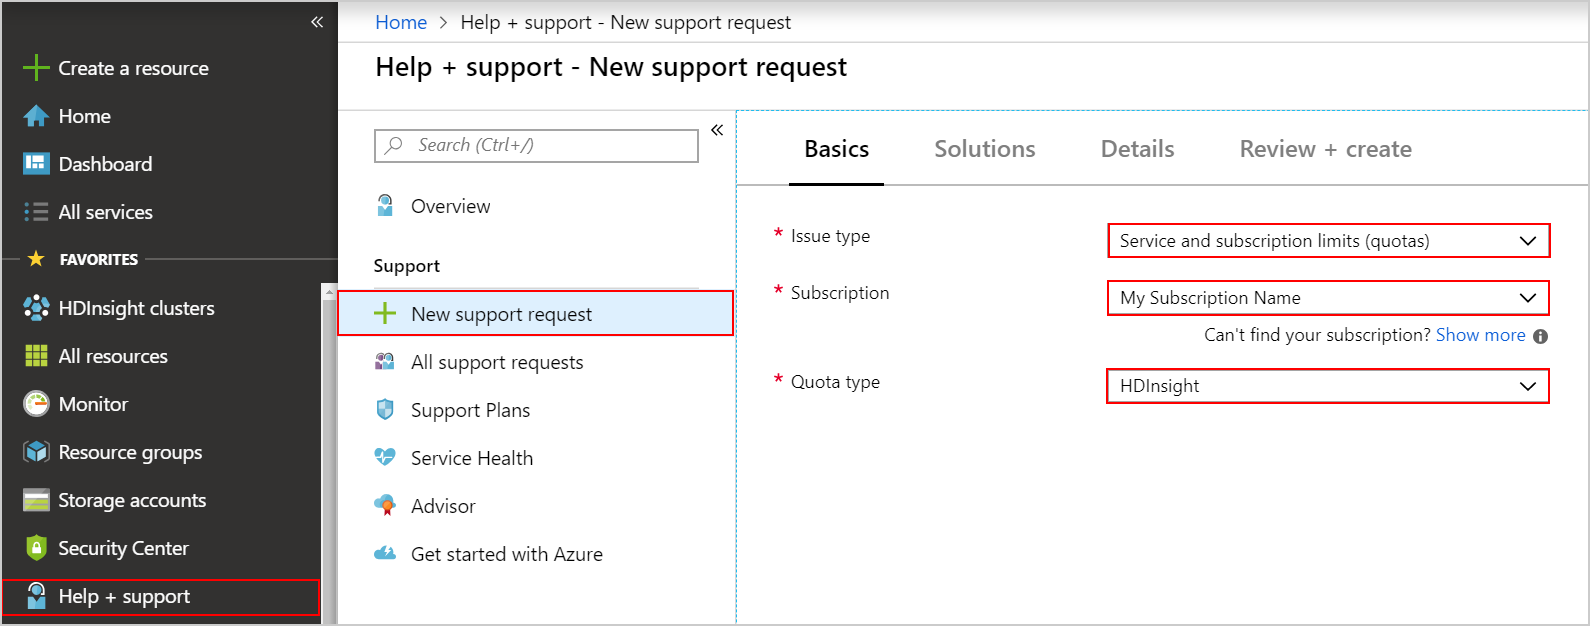 «
Create a resource
Home
Dashboard
All services
FAVORITES
HDInsight clusters
All resources
Monitor
Resource groups
Storage accounts
Security Center
Help + support
Home > Help + support - New support request
Help + support - New support request
Search (Ctrl+/)
«
Overview
Support
New support request
All support requests
Support Plans
Service Health
Advisor
Get started with Azure
Basics Solutions Details Review + create
* Issue type Service and subscription limits (quotas)
* Subscription My Subscription Name
Can't find your subscription? Show more
* Quota type HDInsight